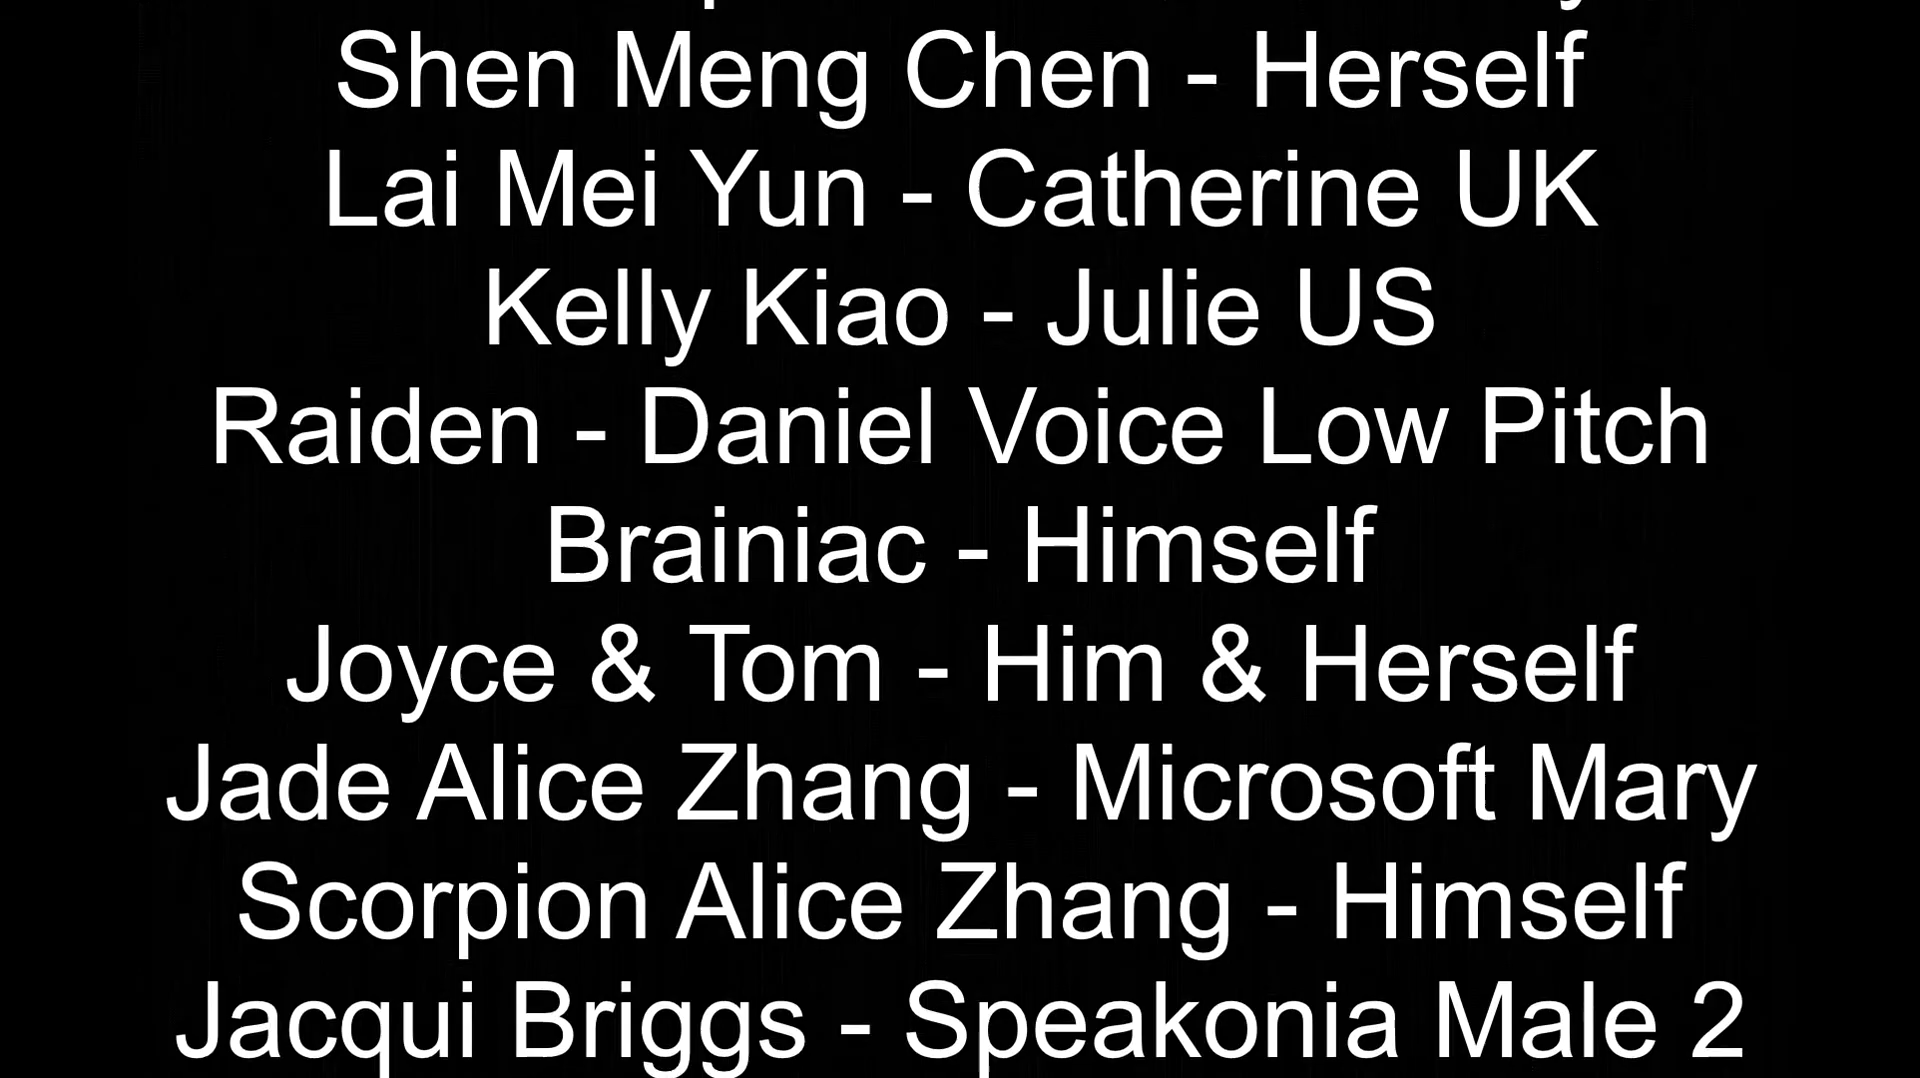 Shen Meng Chen - Herself
Lai Mei Yun - Catherine UK
Kelly Kiao - Julie US
Raiden - Daniel Voice Low Pitch
Brainiac - Himself
Joyce & Tom - Him & Herself
Jade Alice Zhang - Microsoft Mary
Scorpion Alice Zhang - Himself
Jacqui Briggs - Speakonia Male 2